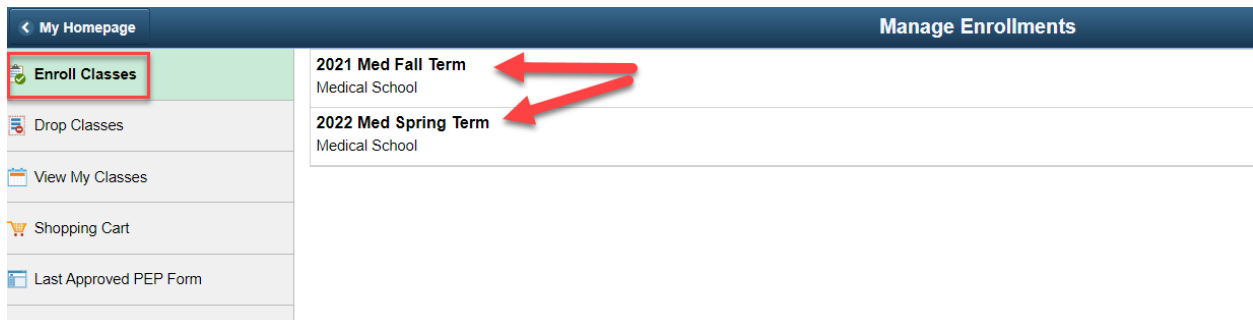 My Homepage
Manage Enrollments
Enroll Classes
Drop Classes
View My Classes
Shopping Cart
Last Approved PEP Form
2021 Med Fall Term
Medical School
2022 Med Spring Term
Medical School